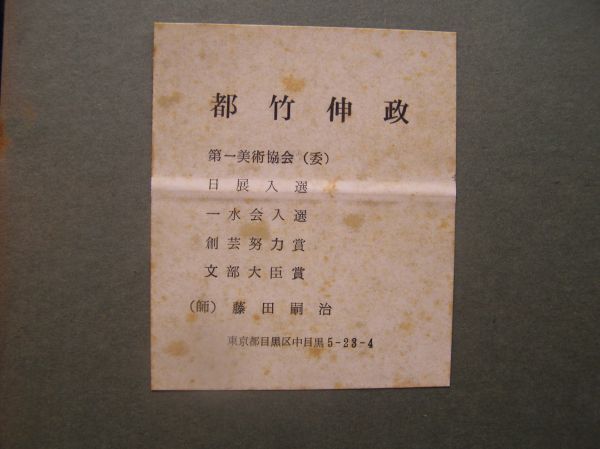 都竹伸政
第一美術協会（委）
日展入選
一水会入選
創芸努力賞
文部大臣賞
（師）藤田嗣治
東京都目黒区中目黒5-23-4